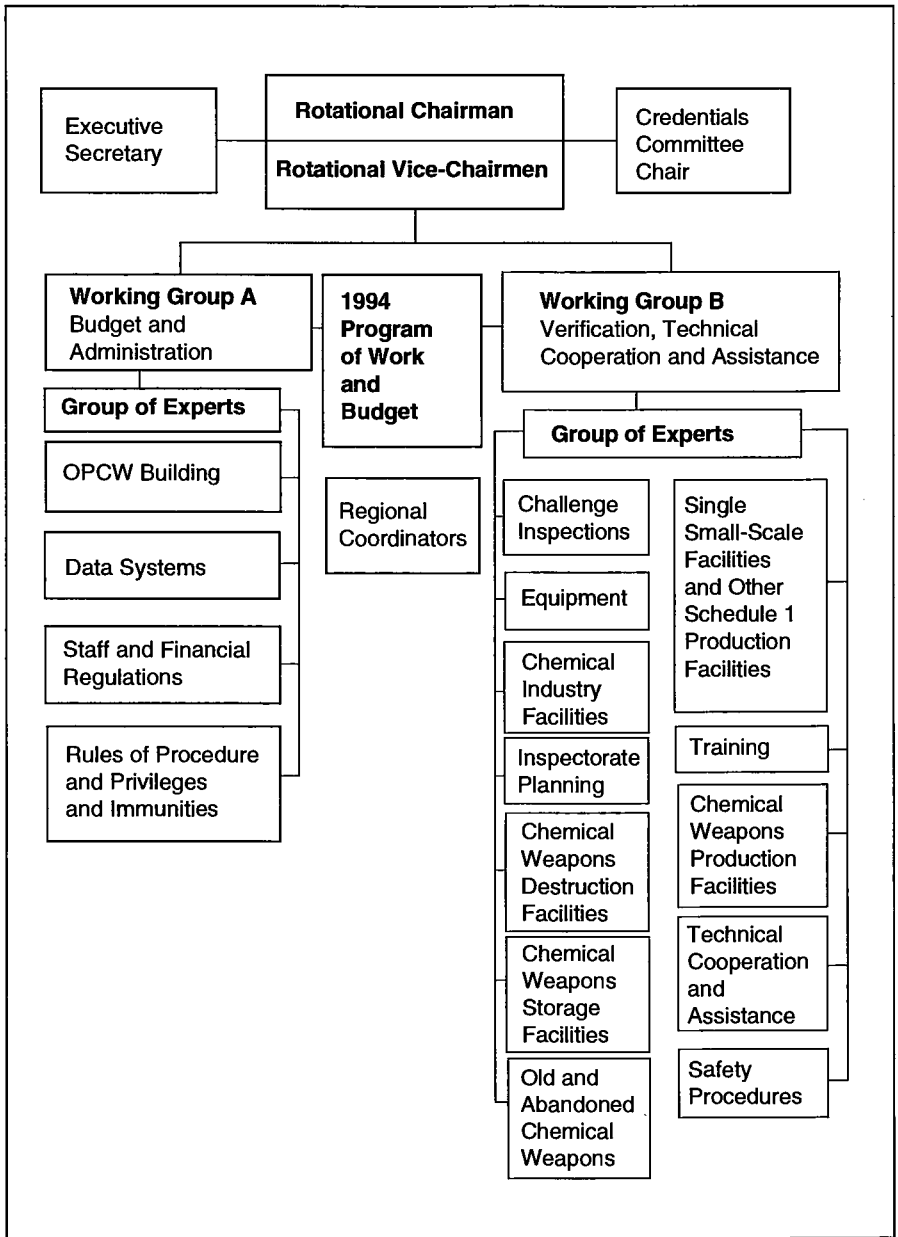 Executive
Secretary
Rotational Chairman
Rotational Vice-Chairmen
Credentials
Committee
Chair
Working Group A
Budget and
Administration
1994
Program
of Work
and
Budget
Working Group B
Verification, Technical
Cooperation and Assistance
Group of Experts
OPCW Building
Data Systems
Staff and Financial
Regulations
Rules of Procedure
and Privileges
and Immunities
Regional
Coordinators
Group of Experts
Challenge
Inspections
Equipment
Chemical
Industry
Facilities
Inspectorate
Planning
Chemical
Weapons
Destruction
Facilities
Chemical
Weapons
Storage
Facilities
Old and
Abandoned
Chemical
Weapons
Single
Small-Scale
Facilities
and Other
Schedule 1
Production
Facilities
Training
Chemical
Weapons
Production
Facilities
Technical
Cooperation
and
Assistance
Safety
Procedures